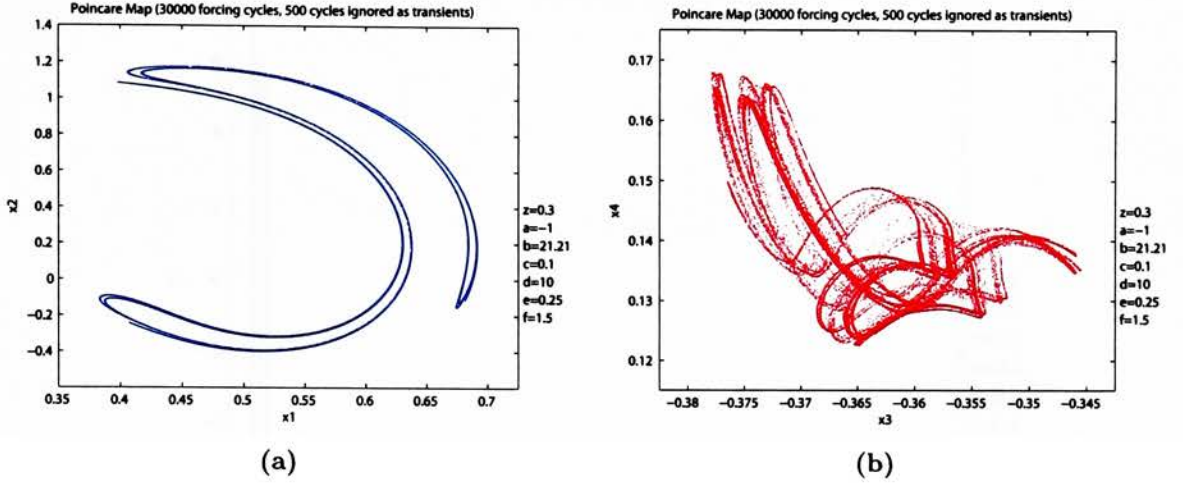 Poincare Map (30000 forcing cycles, 500 cycles ignored as transients)
1.4
1.2
1
0.8
0.6
0.4
0.2
0
−0.2
−0.4
x2
0.35 0.4 0.45 0.5 0.55 0.6 0.65 0.7
x1
z=0.3
a=−1
b=21.21
c=0.1
d=10
e=0.25
f=1.5
(a)
Poincare Map (30000 forcing cycles, 500 cycles ignored as transients)
0.17
0.16
0.15
0.14
0.13
0.12
x4
−0.38 −0.375 −0.37 −0.365 −0.36 −0.355 −0.35 −0.345
x3
z=0.3
a=−1
b=21.21
c=0.1
d=10
e=0.25
f=1.5
(b)